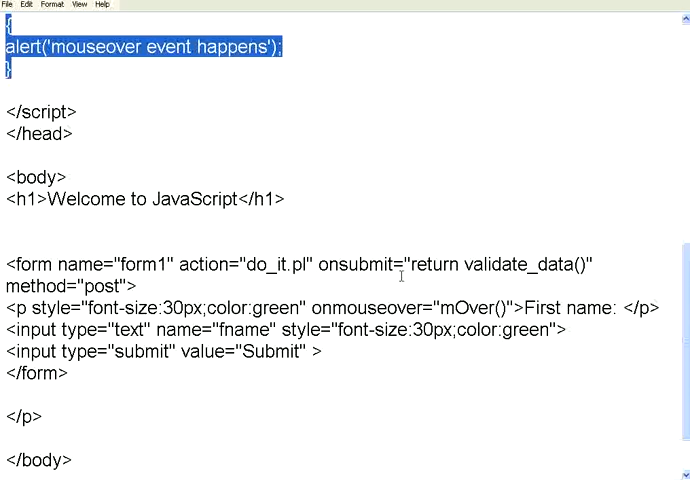 File Edit Format View Help
{
alert('mouseover event happens');
}
</script>
</head>
<body>
<h1>Welcome to JavaScript</h1>
<form name="form1" action="do_it.pl" onsubmit="return validate_data()"
method="post">
<p style="font-size:30px;color:green" onmouseover="mOver()">First name: </p>
<input type="text" name="fname" style="font-size:30px;color:green">
<input type="submit" value="Submit" >
</form>
</p>
</body>